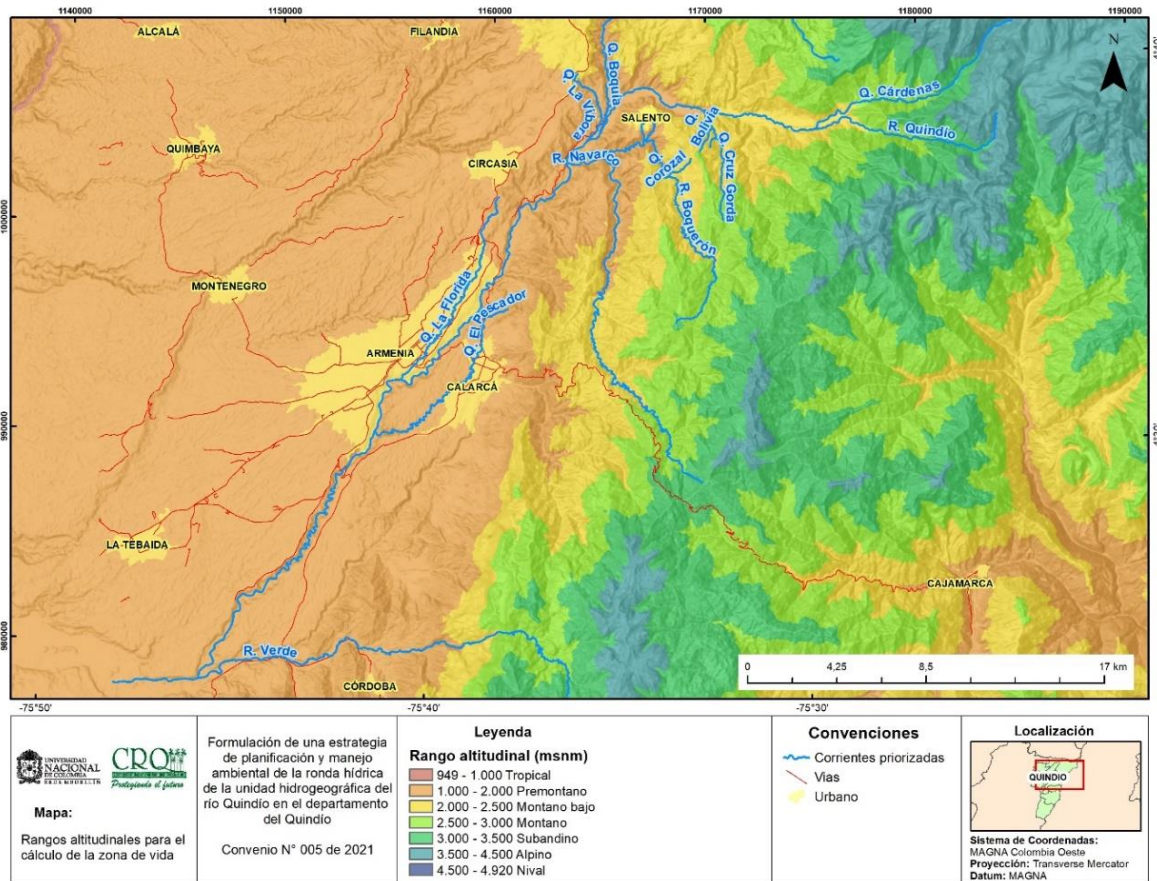 1140000 1150000 1160000 1170000 1180000 1190000
ALCALÁ
FILANDIA
N
Q. Boquía
Q. La Víbora
Q. Cárdenas
SALENTO
Q. Bolivia
R. Quindío
QUIMBAYA
CIRCASIA
R. Navarco
Q. Corozal
Q. Cruz Gorda
R. Boquerón
1000000
MONTENEGRO
Q. La Florida
Q. El Pescador
ARMENIA
CALARCÁ
990000
LA TEBAIDA
CAJAMARCA
980000
R. Verde
CÓRDOBA
0 4,25 8,5 17 km
-75°50' -75°40' -75°30'
UNIVERSIDAD
NACIONAL
DE COLOMBIA
SEDE MEDELLÍN
CRQ
Protegiendo el futuro
Mapa:
Rangos altitudinales para el
cálculo de la zona de vida
Formulación de una estrategia
de planificación y manejo
ambiental de la ronda hídrica
de la unidad hidrogeográfica del
río Quindío en el departamento
del Quindío
Convenio N° 005 de 2021
Leyenda
Rango altitudinal (msnm)
949 - 1.000 Tropical
1.000 - 2.000 Premontano
2.000 - 2.500 Montano bajo
2.500 - 3.000 Montano
3.000 - 3.500 Subandino
3.500 - 4.500 Alpino
4.500 - 4.920 Nival
Convenciones
Corrientes priorizadas
Vias
Urbano
Localización
QUINDIO
Sistema de Coordenadas:
MAGNA Colombia Oeste
Proyección: Transverse Mercator
Datum: MAGNA